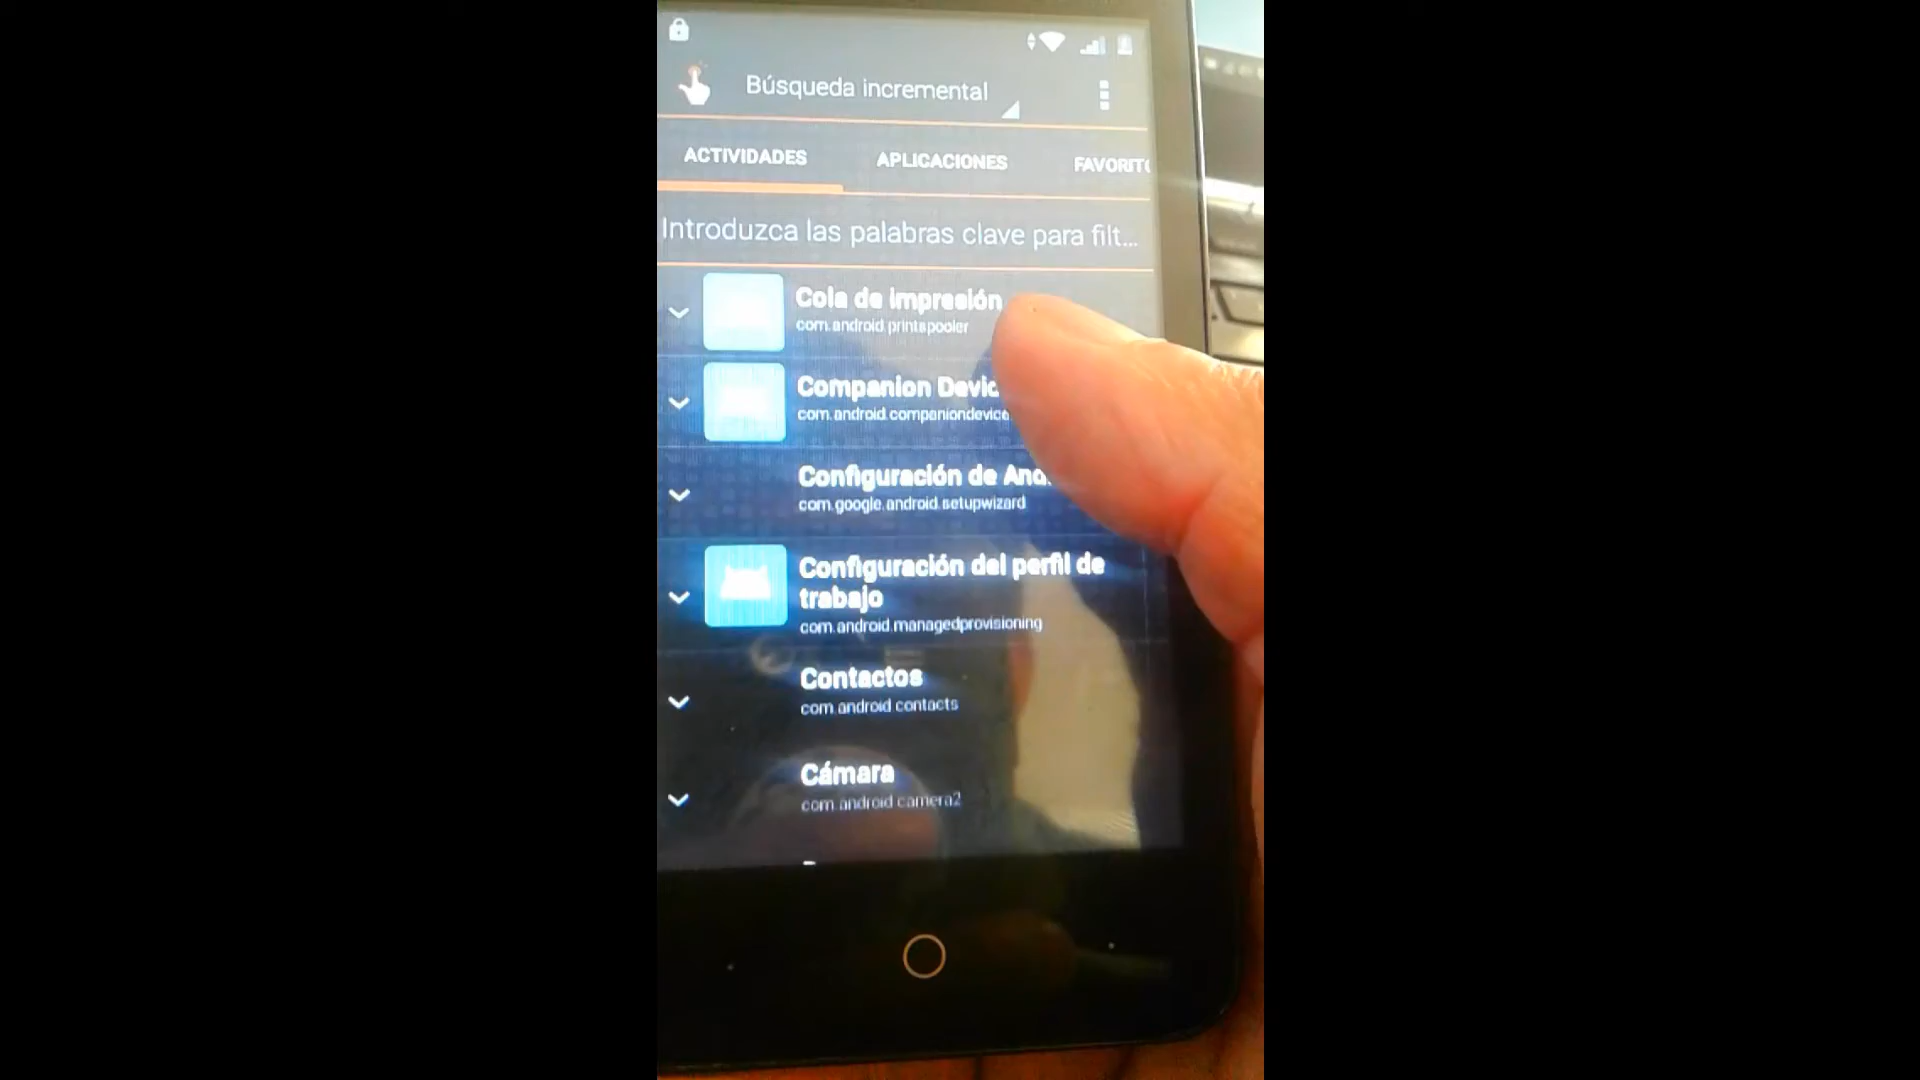 Búsqueda incremental
ACTIVIDADES
APLICACIONES
FAVORIT
Introduzca las palabras clave para filt...
Cola de impresión
com.android.printspooler
Companion Devic
com.android.companiondevice
Configuración de And
com.google.android.setupwizard
Configuración del perfil de
trabajo
com.android.managedprovisioning
Contactos
com.android.contacts
Cámara
com.android.camera2